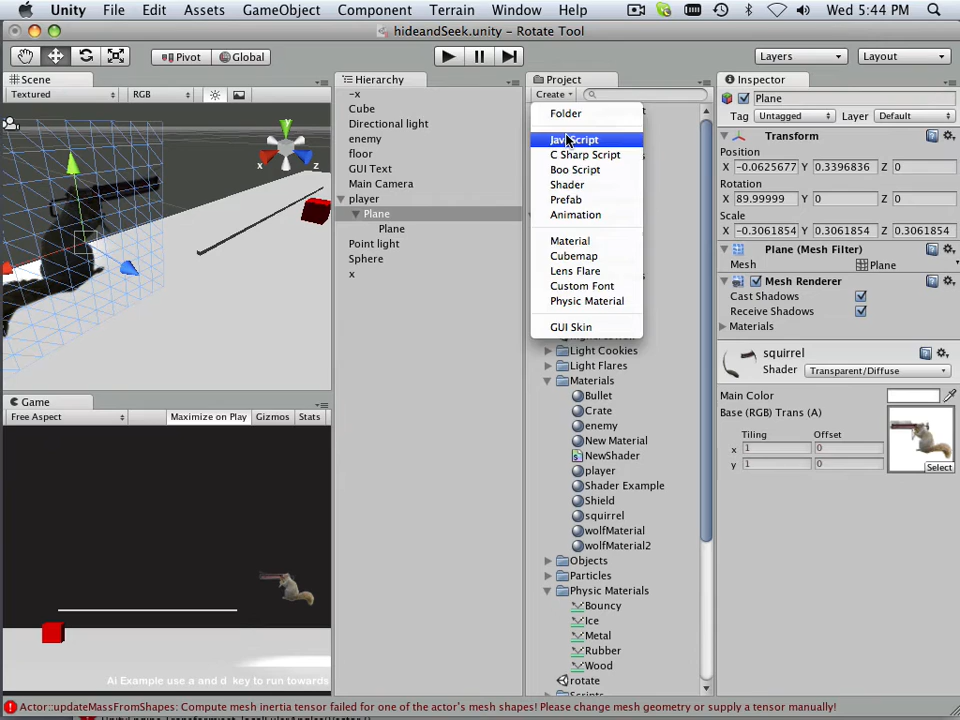 Unity File Edit Assets GameObject Component Terrain Window Help Wed 5:44 PM
hideandSeek.unity - Rotate Tool
Pivot Global Layers Layout
Scene
Textured RGB
Hierarchy
-x
Cube
Directional light
enemy
floor
GUI Text
Main Camera
player
Plane
Plane
Point light
Sphere
x
Project
Create
Folder
JavaScript
C Sharp Script
Boo Script
Shader
Prefab
Animation
Material
Cubemap
Lens Flare
Custom Font
Physic Material
GUI Skin
Light Cookies
Light Flares
Materials
Bullet
Crate
enemy
New Material
NewShader
player
Shader Example
Shield
squirrel
wolfMaterial
wolfMaterial2
Objects
Particles
Physic Materials
Bouncy
Ice
Metal
Rubber
Wood
rotate
Scripts
Inspector
Plane
Tag Untagged Layer Default
Transform
Position
X -0.0625677 Y 0.3396836 Z 0
Rotation
X 89.99999 Y 0 Z 0
Scale
X -0.3061854 Y 0.3061854 Z 0.3061854
Plane (Mesh Filter)
Mesh Plane
Mesh Renderer
Cast Shadows
Receive Shadows
Materials
squirrel
Shader Transparent/Diffuse
Main Color
Base (RGB) Trans (A)
Tiling Offset
x 1 0
y 1 0
Select
Game
Free Aspect Maximize on Play Gizmos Stats
Ai Example use a and d key to run towards
Actor::updateMassFromShapes: Compute mesh inertia tensor failed for one of the actor's mesh shapes! Please change mesh geometry or supply a tensor manually!